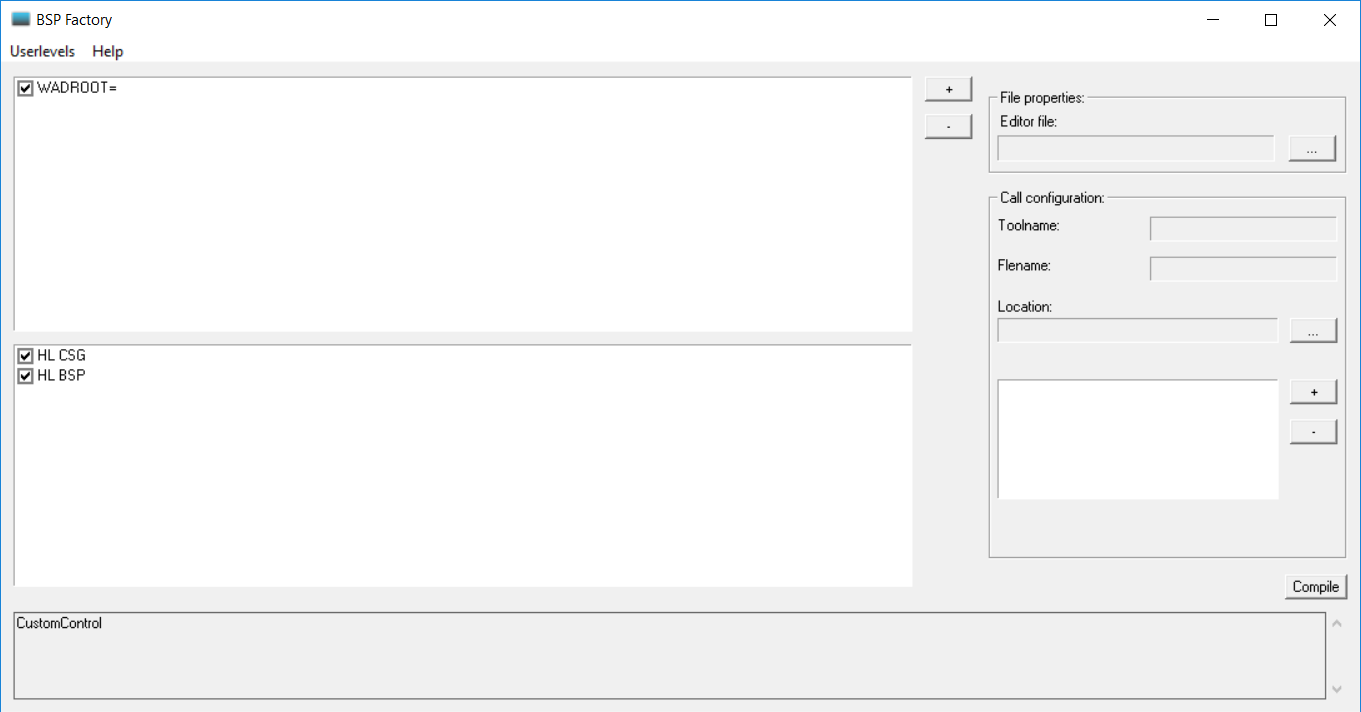 BSP Factory
Userlevels Help
WADROOT=
+
-
File properties:
Editor file:
...
Call configuration:
Toolname:
Flename:
Location:
...
+
-
HL CSG
HL BSP
Compile
CustomControl